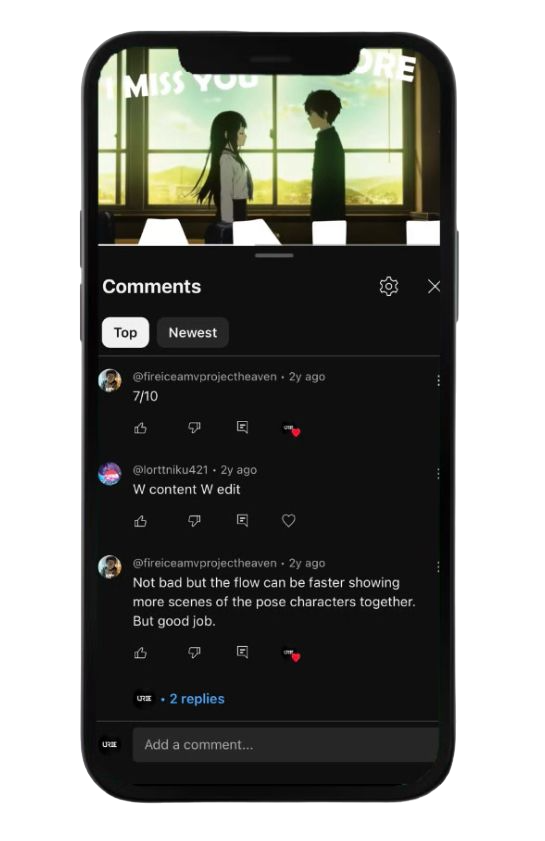 I MISS YOU
Comments
Top
Newest
@fireiceamvprojectheaven • 2y ago
7/10
@lorttniku421 • 2y ago
W content W edit
@fireiceamvprojectheaven • 2y ago
Not bad but the flow can be faster showing
more scenes of the pose characters together.
But good job.
URIE • 2 replies
URIE
Add a comment...